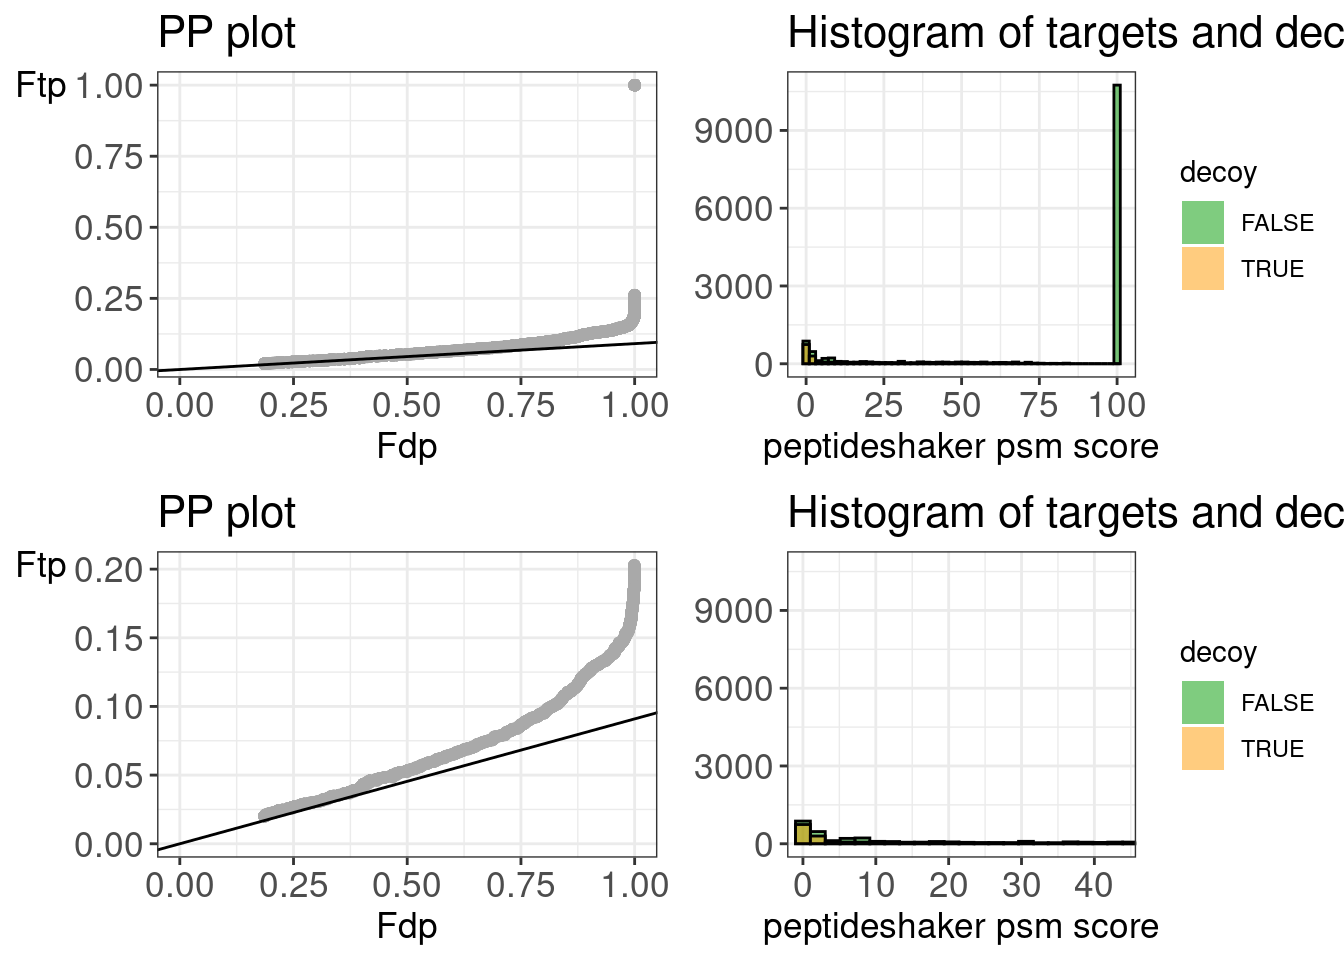 PP plot
Ftp
1.00
0.75
0.50
0.25
0.00
0.00 0.25 0.50 0.75 1.00
Fdp
Histogram of targets and dec
9000
6000
3000
0
0 25 50 75 100
peptideshaker psm score
decoy
FALSE
TRUE
PP plot
Ftp
0.20
0.15
0.10
0.05
0.00
0.00 0.25 0.50 0.75 1.00
Fdp
Histogram of targets and dec
9000
6000
3000
0
0 10 20 30 40
peptideshaker psm score
decoy
FALSE
TRUE